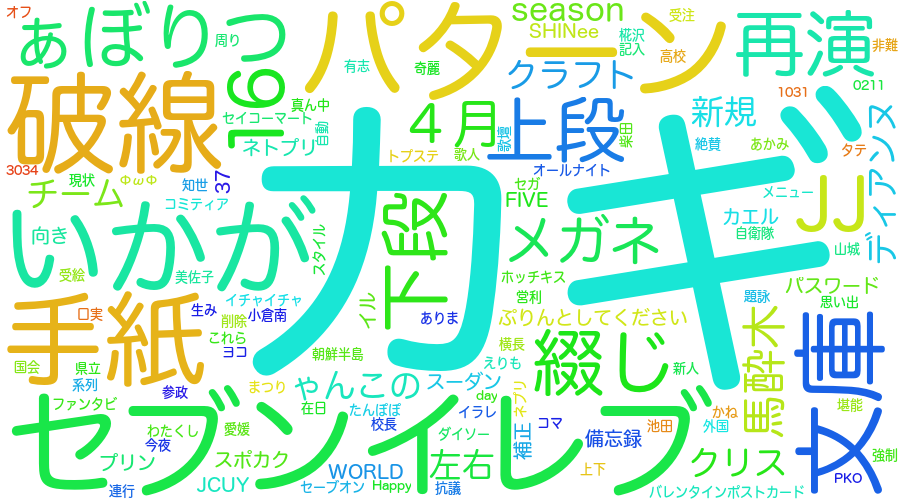 オフ
ぁぼりつ
周り
16
パターン
season
SHINee
受注
椛沢
記入
高校
再演
非難
有志
奇麗
クラフト
0211
1031
破線
真ん中
セイコーマート
ネトプリ
自動
4月
トプステ
歌人
歌壇
上段
柴田
新規
絶賛
あかみ
タテ
ディアンヌ
3034
現状
ΦωΦ
チーム
知世
37
コミティア
カギ
オールナイト
セガ
FIVE
メニュー
JJ
カエル
自衛隊
山城
いかが
向き
受絵
美佐子
スタイル
下段
メガネ
ホッチキス
営利
パスワード
題詠
思い出
手紙
口実
生み
イチャイチャ
小倉南
削除
これら
ヨコ
イル
ありま
ぷりんとしてください
横長
綴じ
新人
馬酔木
文庫
国会
県立
系列
参政
朝鮮半島
えりも
まつり
やんこの
スーダン
day
セブンイレブ
ファンタビ
わたくし
今夜
愛媛
在日
たんぽぽ
校長
イラレ
ネプリ
コマ
ダイソー
補正
備忘録
池田
かね
外国
堪能
プリン
スポカク
連行
JCUY
WORLD
セーブオン
Happy
左右
抗議
上下
クリス
強制
PKO
バレンタインポストカード